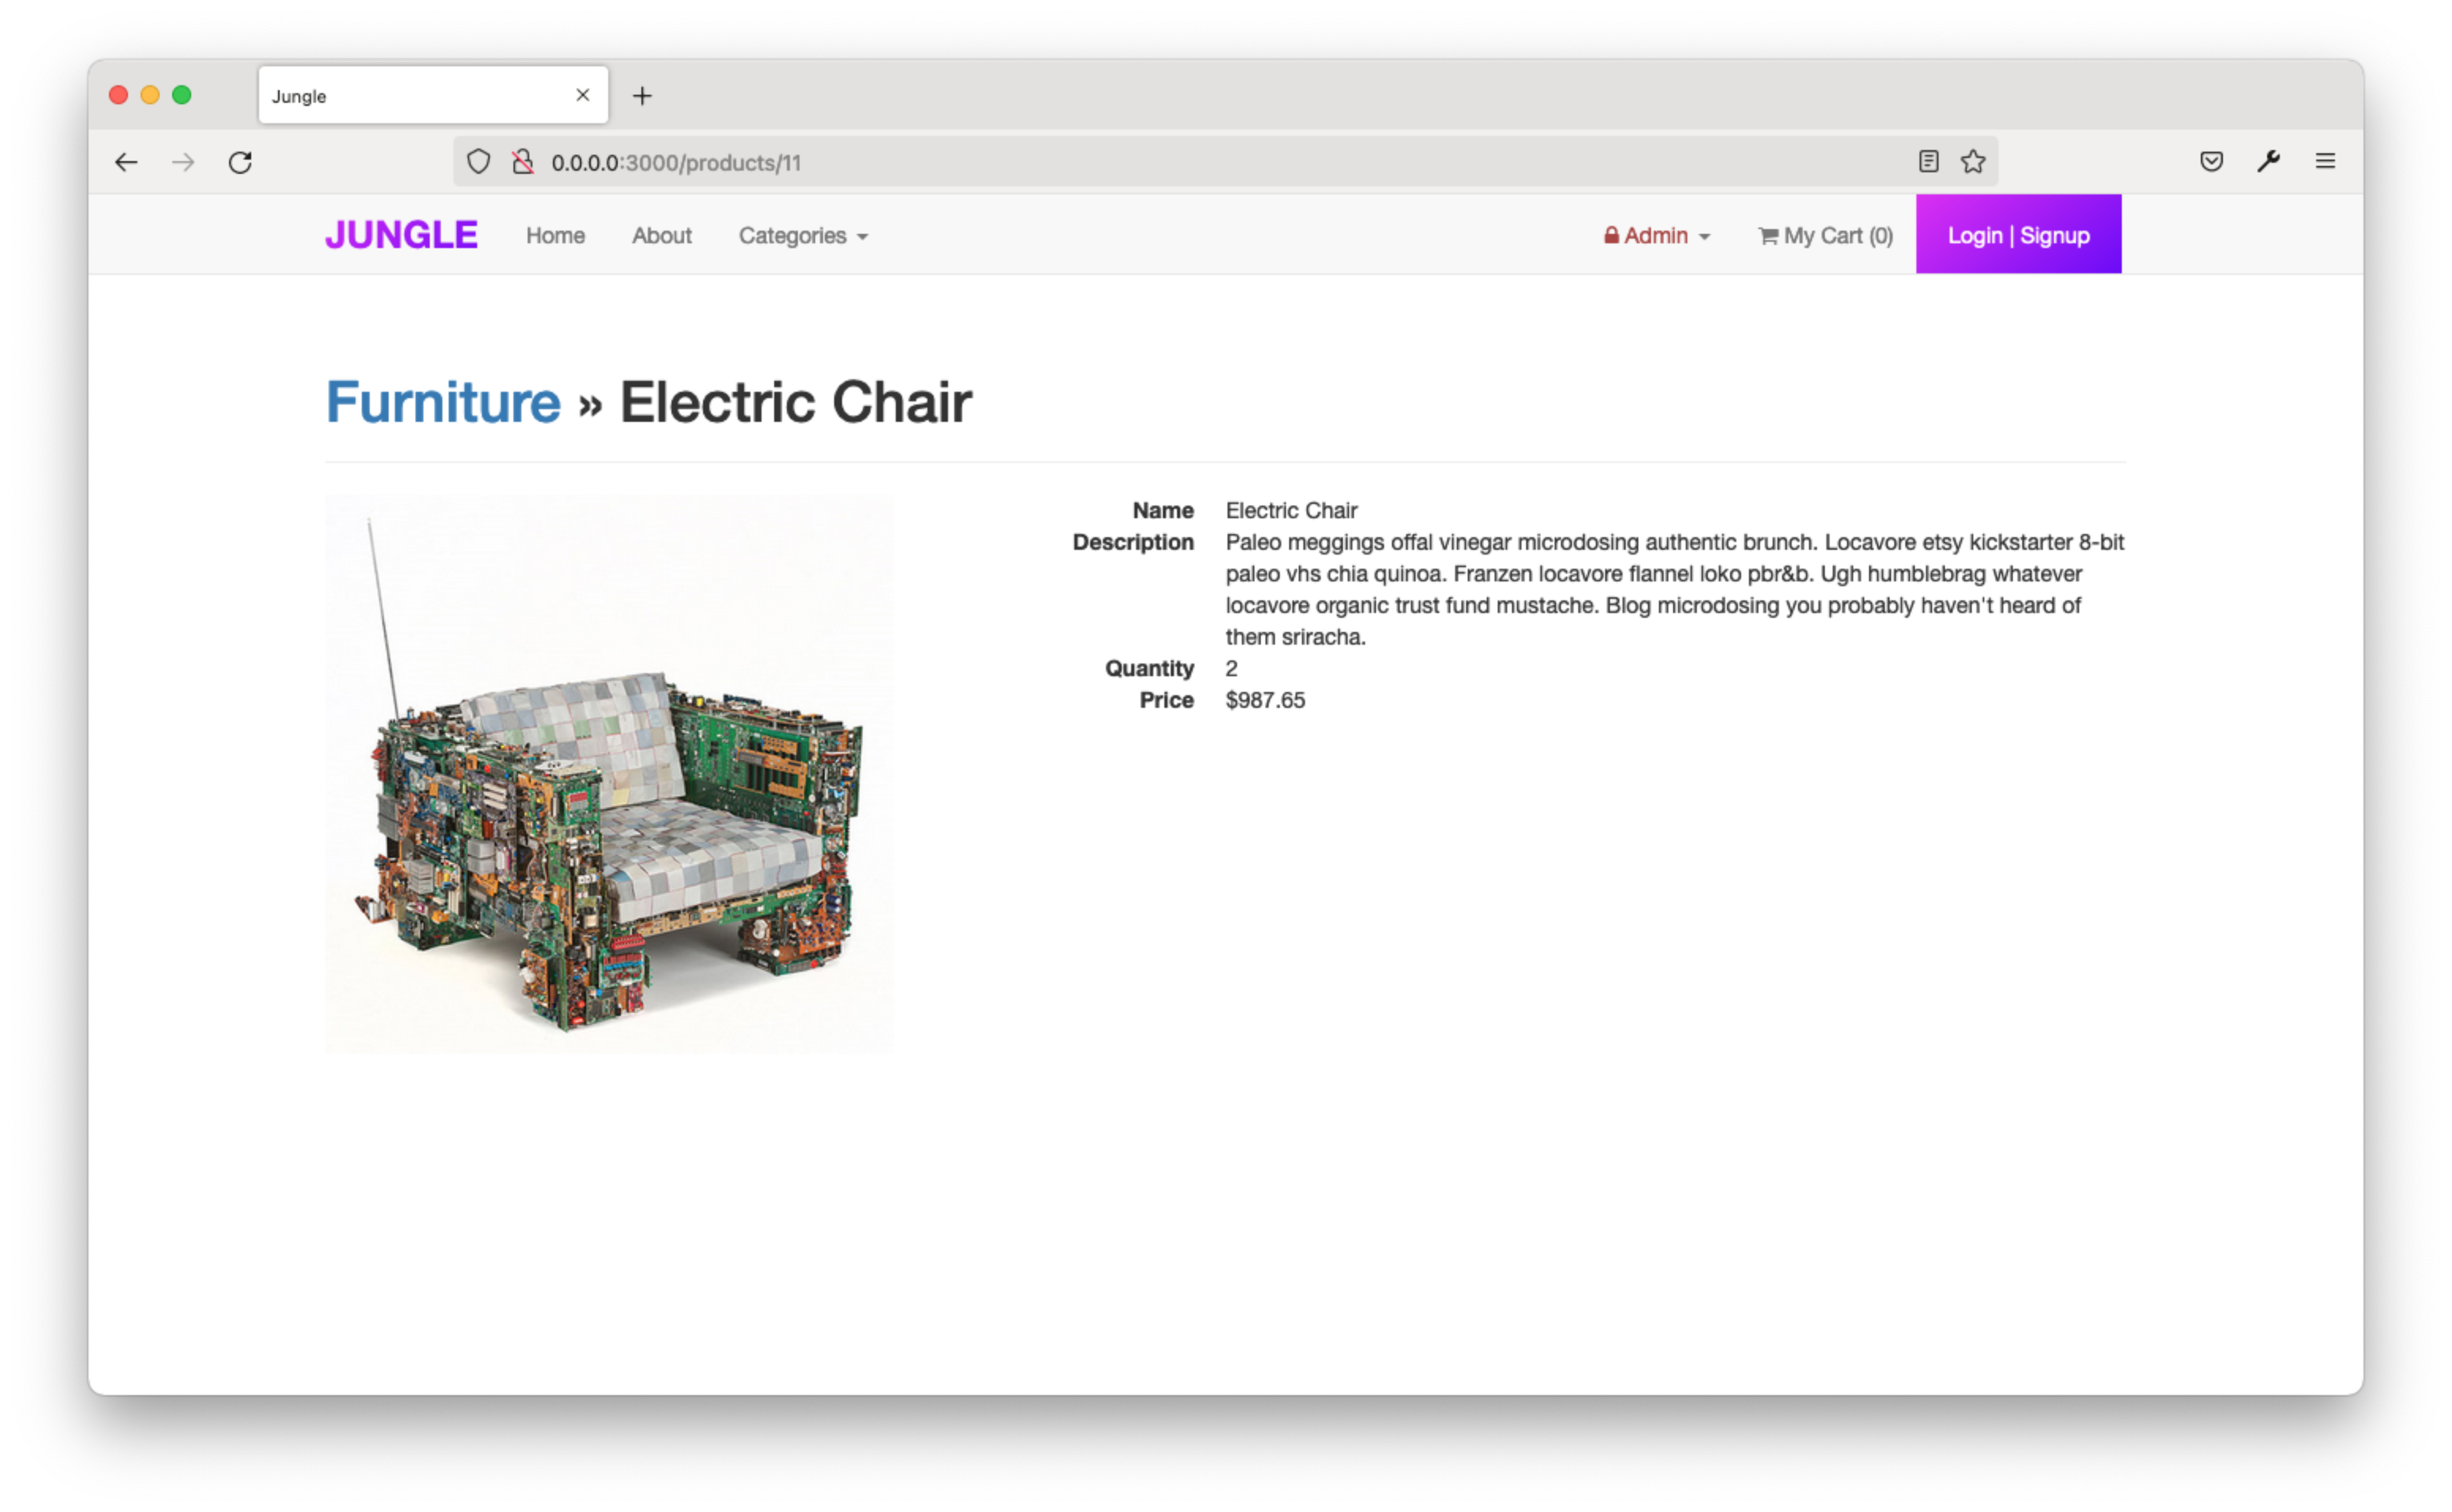 Jungle
0.0.0.0:3000/products/11
JUNGLE Home About Categories Admin My Cart (0) Login | Signup
Furniture » Electric Chair
Name Electric Chair
Description Paleo meggings offal vinegar microdosing authentic brunch. Locavore etsy kickstarter 8-bit
paleo vhs chia quinoa. Franzen locavore flannel loko pbr&b. Ugh humblebrag whatever
locavore organic trust fund mustache. Blog microdosing you probably haven't heard of
them sriracha.
Quantity 2
Price $987.65